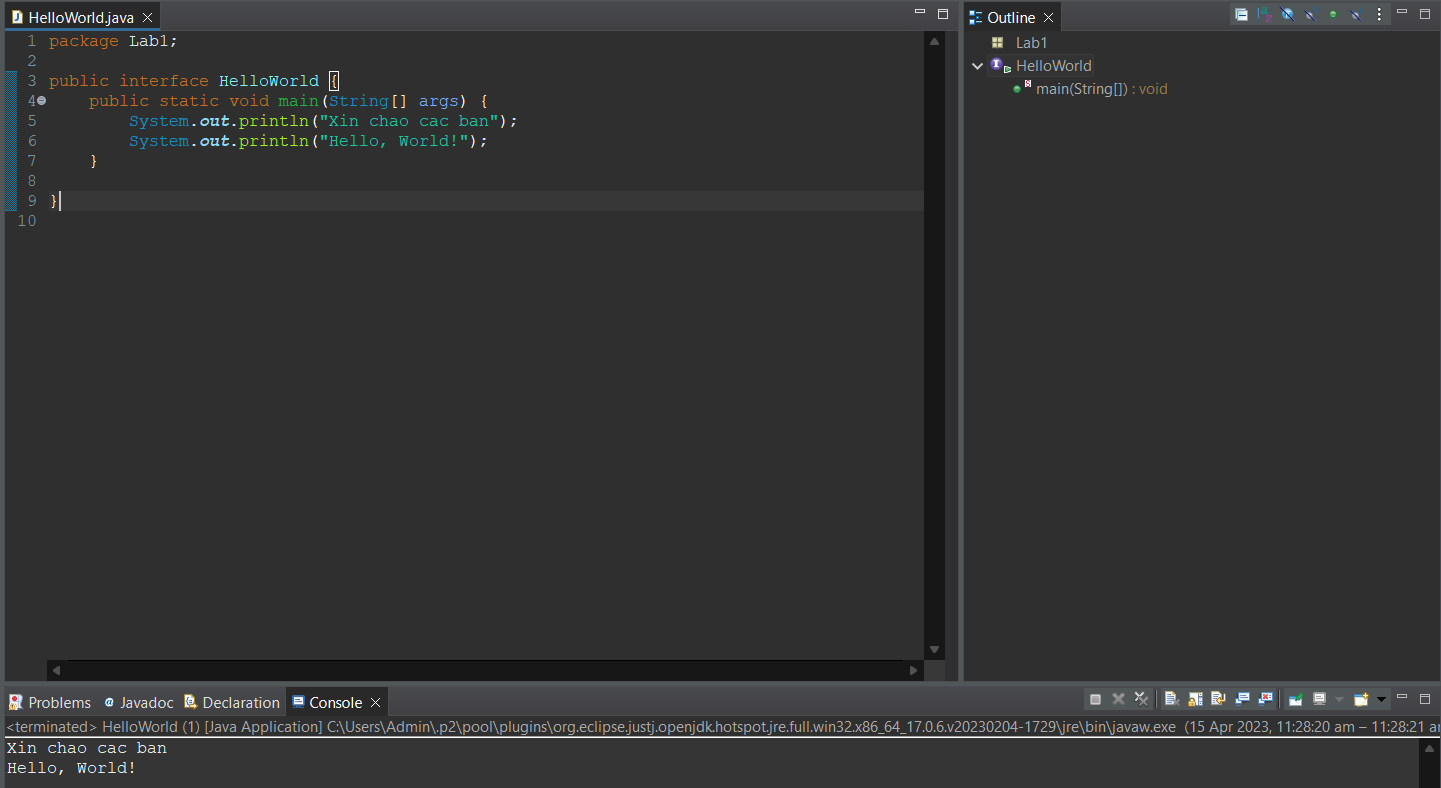 HelloWorld.java
1 package Lab1;
2
3 public interface HelloWorld {
4     public static void main(String[] args) {
5         System.out.println("Xin chao cac ban");
6         System.out.println("Hello, World!");
7     }
8
9 }
10
Outline
Lab1
HelloWorld
main(String[]) : void
Problems Javadoc Declaration Console
<terminated> HelloWorld (1) [Java Application] C:\Users\Admin\.p2\pool\plugins\org.eclipse.justj.openjdk.hotspot.jre.full.win32.x86_64_17.0.6.v20230204-1729\jre\bin\javaw.exe (15 Apr 2023, 11:28:20 am – 11:28:21 a
Xin chao cac ban
Hello, World!